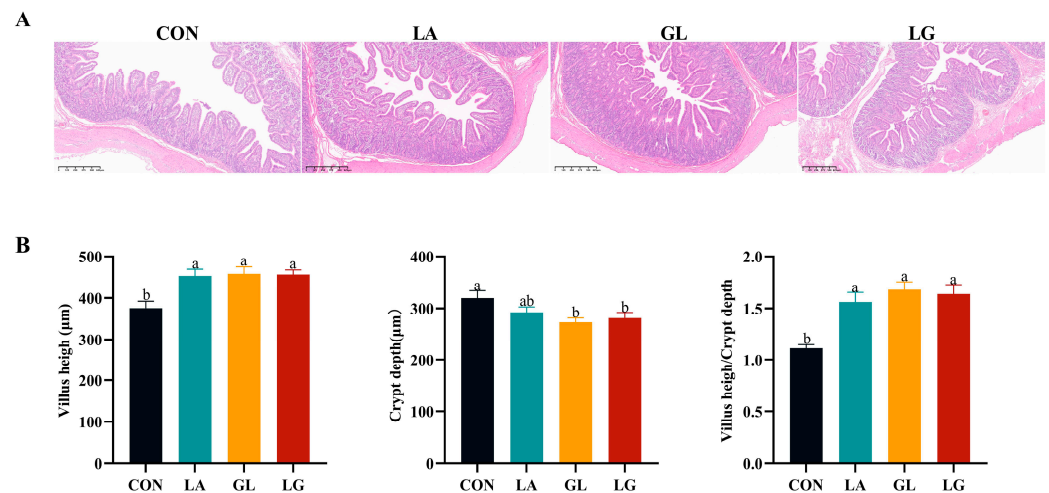 A
CON LA GL LG
B
Villus heigh (μm)
500
400
300
200
100
0
b a a a
CON LA GL LG
Crypt depth(μm)
400
300
200
100
0
a ab b b
CON LA GL LG
Villus heigh/Crypt depth
2.0
1.5
1.0
0.5
0.0
b a a a
CON LA GL LG